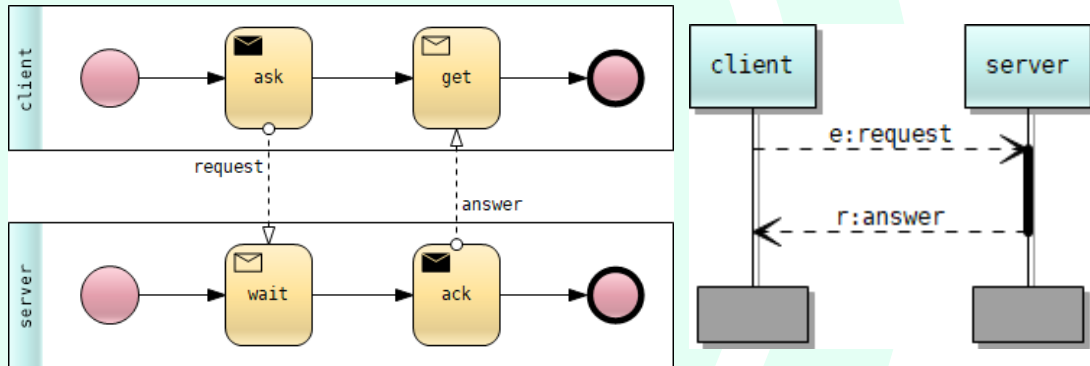 client
ask
get
request
answer
server
wait
ack
client
server
e:request
r:answer